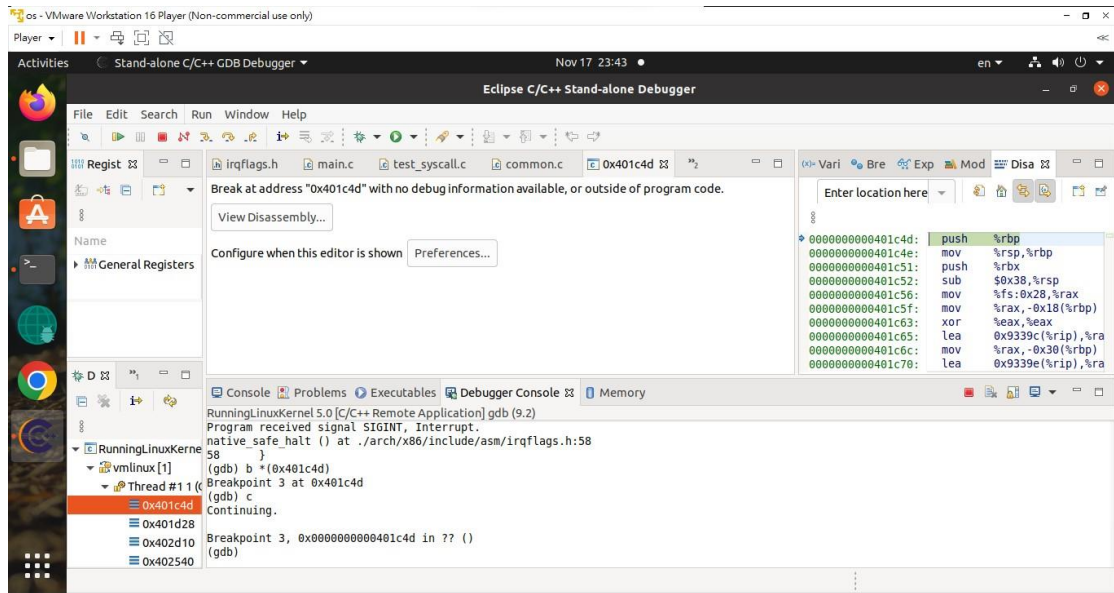 os - VMware Workstation 16 Player (Non-commercial use only)
Player
Activities Stand-alone C/C++ GDB Debugger Nov 17 23:43 en
Eclipse C/C++ Stand-alone Debugger
File Edit Search Run Window Help
Regist irqflags.h main.c test_syscall.c common.c 0x401c4d »2 Vari Bre Exp Mod Disa
Break at address "0x401c4d" with no debug information available, or outside of program code.
View Disassembly...
Configure when this editor is shown Preferences...
Name
General Registers
Enter location here
0000000000401c4d: push %rbp
0000000000401c4e: mov %rsp,%rbp
0000000000401c51: push %rbx
0000000000401c52: sub $0x38,%rsp
0000000000401c56: mov %fs:0x28,%rax
0000000000401c5f: mov %rax,-0x18(%rbp)
0000000000401c63: xor %eax,%eax
0000000000401c65: lea 0x9339c(%rip),%ra
0000000000401c6c: mov %rax,-0x30(%rbp)
0000000000401c70: lea 0x9339e(%rip),%ra
D »1
RunningLinuxKerne
vmlinux [1]
Thread #1 1 (
0x401c4d
0x401d28
0x402d10
0x402540
Console Problems Executables Debugger Console Memory
RunningLinuxKernel 5.0 [C/C++ Remote Application] gdb (9.2)
Program received signal SIGINT, Interrupt.
native_safe_halt () at ./arch/x86/include/asm/irqflags.h:58
58 }
(gdb) b *(0x401c4d)
Breakpoint 3 at 0x401c4d
(gdb) c
Continuing.
Breakpoint 3, 0x0000000000401c4d in ?? ()
(gdb)